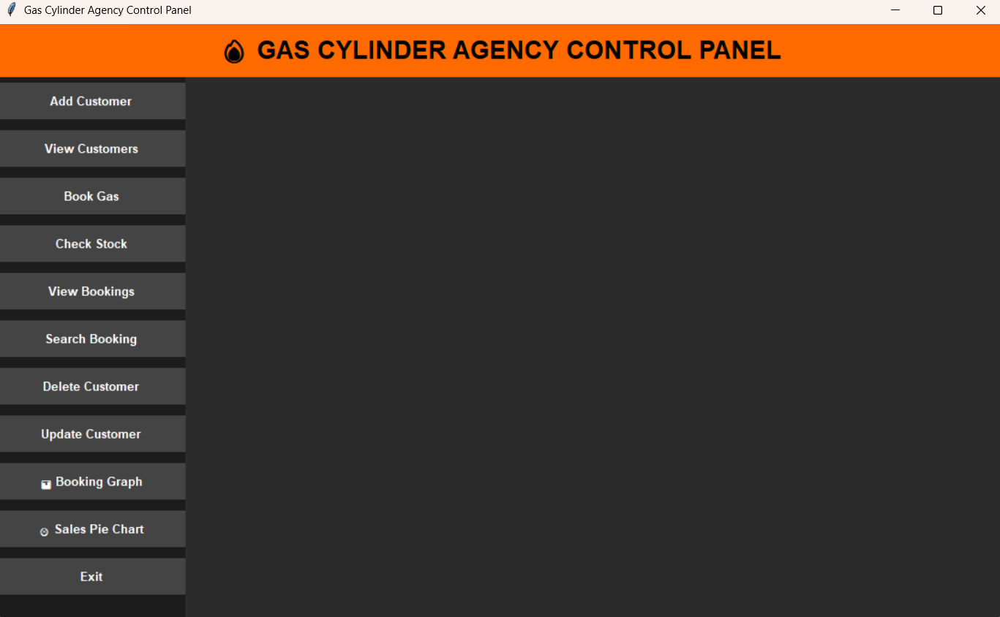 Gas Cylinder Agency Control Panel
GAS CYLINDER AGENCY CONTROL PANEL
Add Customer
View Customers
Book Gas
Check Stock
View Bookings
Search Booking
Delete Customer
Update Customer
Booking Graph
Sales Pie Chart
Exit